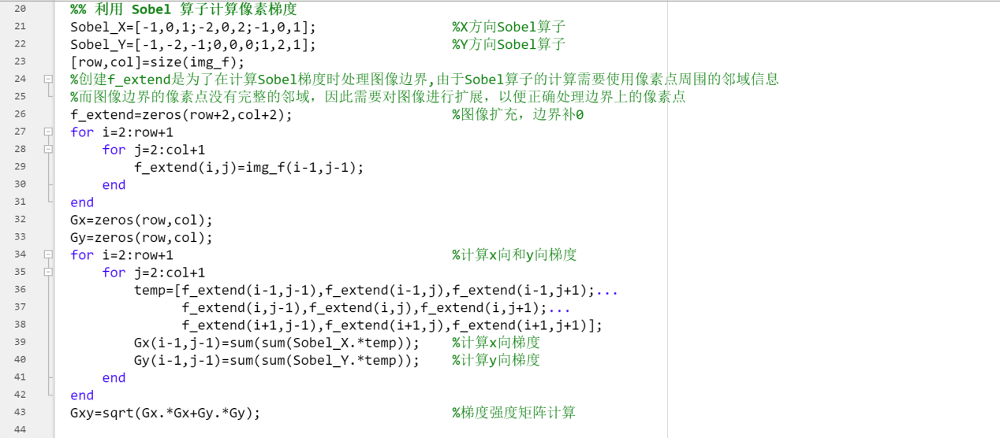 20 %% 利用 Sobel 算子计算像素梯度
21 Sobel_X=[-1,0,1;-2,0,2;-1,0,1]; %X方向Sobel算子
22 Sobel_Y=[-1,-2,-1;0,0,0;1,2,1]; %Y方向Sobel算子
23 [row,col]=size(img_f);
24 %创建f_extend是为了在计算Sobel梯度时处理图像边界,由于Sobel算子的计算需要使用像素点周围的邻域信息
25 %而图像边界的像素点没有完整的邻域，因此需要对图像进行扩展，以便正确处理边界上的像素点
26 f_extend=zeros(row+2,col+2); %图像扩充，边界补0
27 for i=2:row+1
28 for j=2:col+1
29 f_extend(i,j)=img_f(i-1,j-1);
30 end
31 end
32 Gx=zeros(row,col);
33 Gy=zeros(row,col);
34 for i=2:row+1 %计算x向和y向梯度
35 for j=2:col+1
36 temp=[f_extend(i-1,j-1),f_extend(i-1,j),f_extend(i-1,j+1);...
37 f_extend(i,j-1),f_extend(i,j),f_extend(i,j+1);...
38 f_extend(i+1,j-1),f_extend(i+1,j),f_extend(i+1,j+1)];
39 Gx(i-1,j-1)=sum(sum(Sobel_X.*temp)); %计算x向梯度
40 Gy(i-1,j-1)=sum(sum(Sobel_Y.*temp)); %计算y向梯度
41 end
42 end
43 Gxy=sqrt(Gx.*Gx+Gy.*Gy); %梯度强度矩阵计算
44